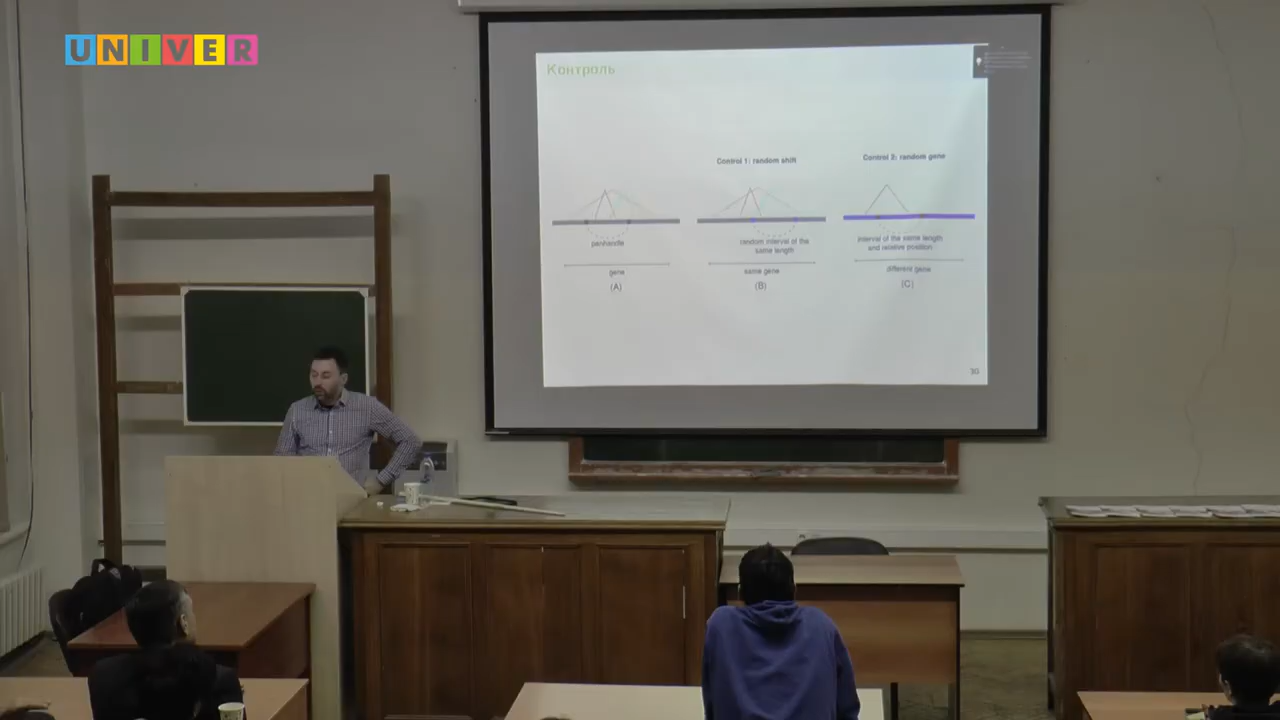 UNIVER
Контроль
Control 1: random shift
Control 2: random gene
panhandle
random interval of the
same length
interval of the same length
and relative position
gene
same gene
different gene
(A)
(B)
(C)
30